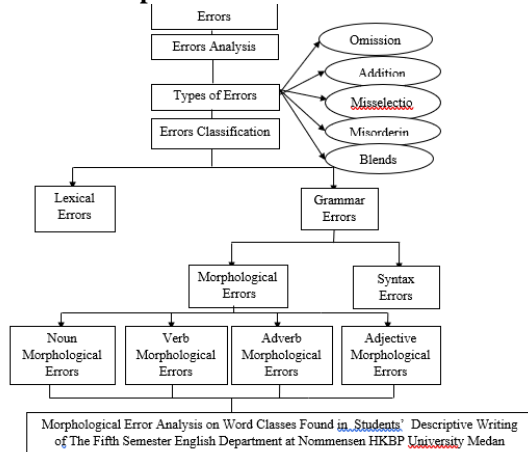 Errors
Errors Analysis
Types of Errors
Errors Classification
Omission
Addition
Misselectio
Misorderin
Blends
Lexical
Errors
Grammar
Errors
Morphological
Errors
Syntax
Errors
Noun
Morphological
Errors
Verb
Morphological
Errors
Adverb
Morphological
Errors
Adjective
Morphological
Errors
Morphological Error Analysis on Word Classes Found in Students' Descriptive Writing
of The Fifth Semester English Department at Nommensen HKBP University Medan